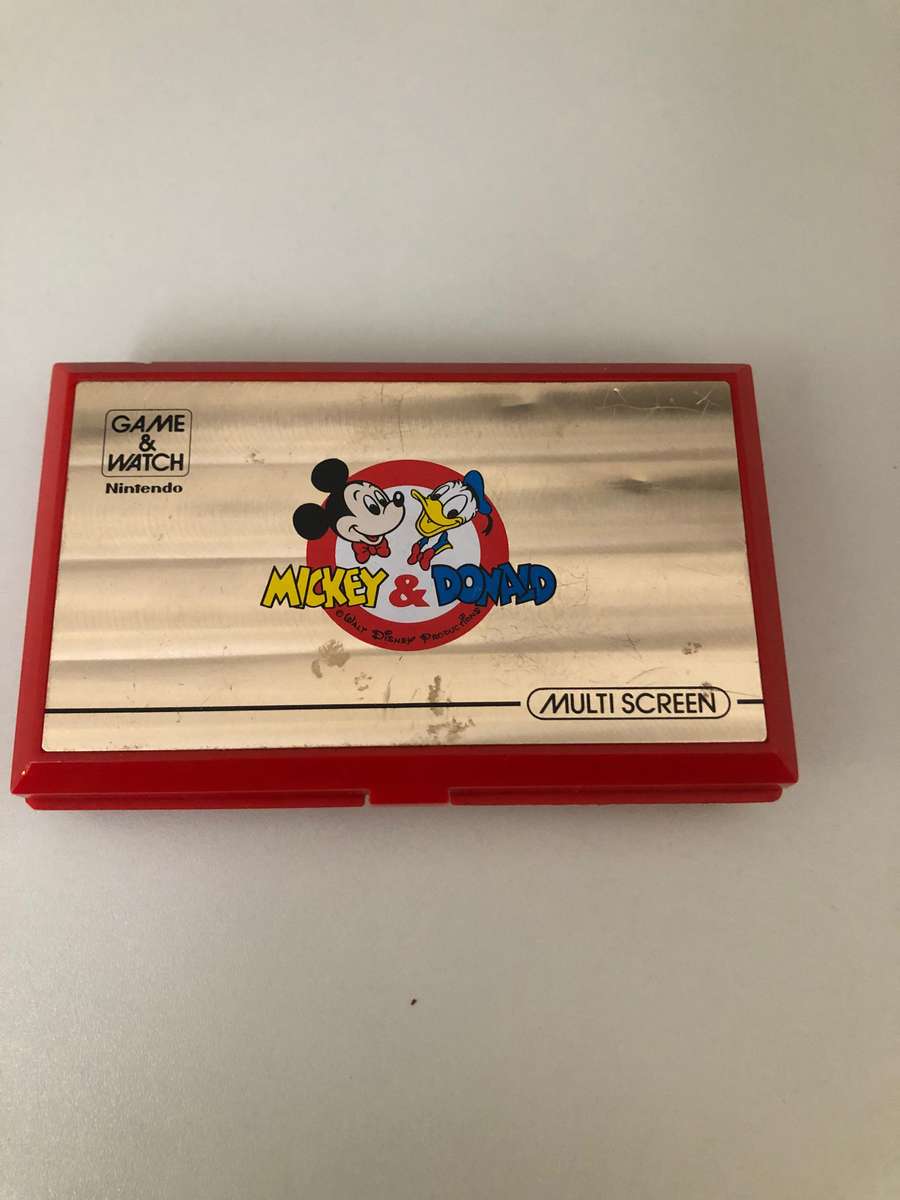 GAME
&
WATCH
Nintendo
MICKEY & DONALD
© WALT DISNEY PRODUCTIONS
MULTI SCREEN